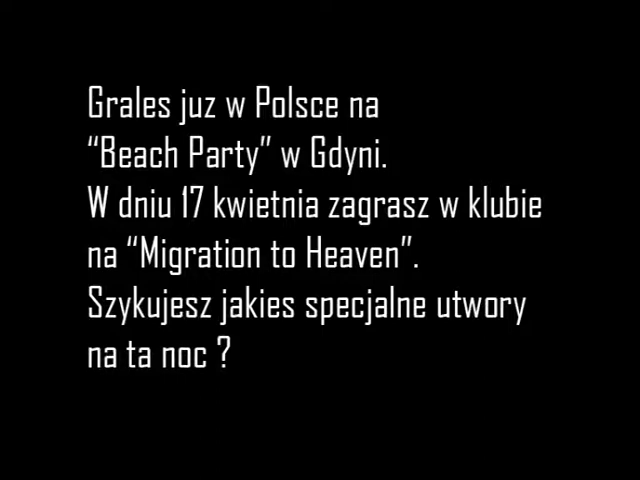 Grales juz w Polsce na
“Beach Party” w Gdyni.
W dniu 17 kwietnia zagrasz w klubie
na “Migration to Heaven”.
Szykujesz jakies specjalne utwory
na ta noc ?